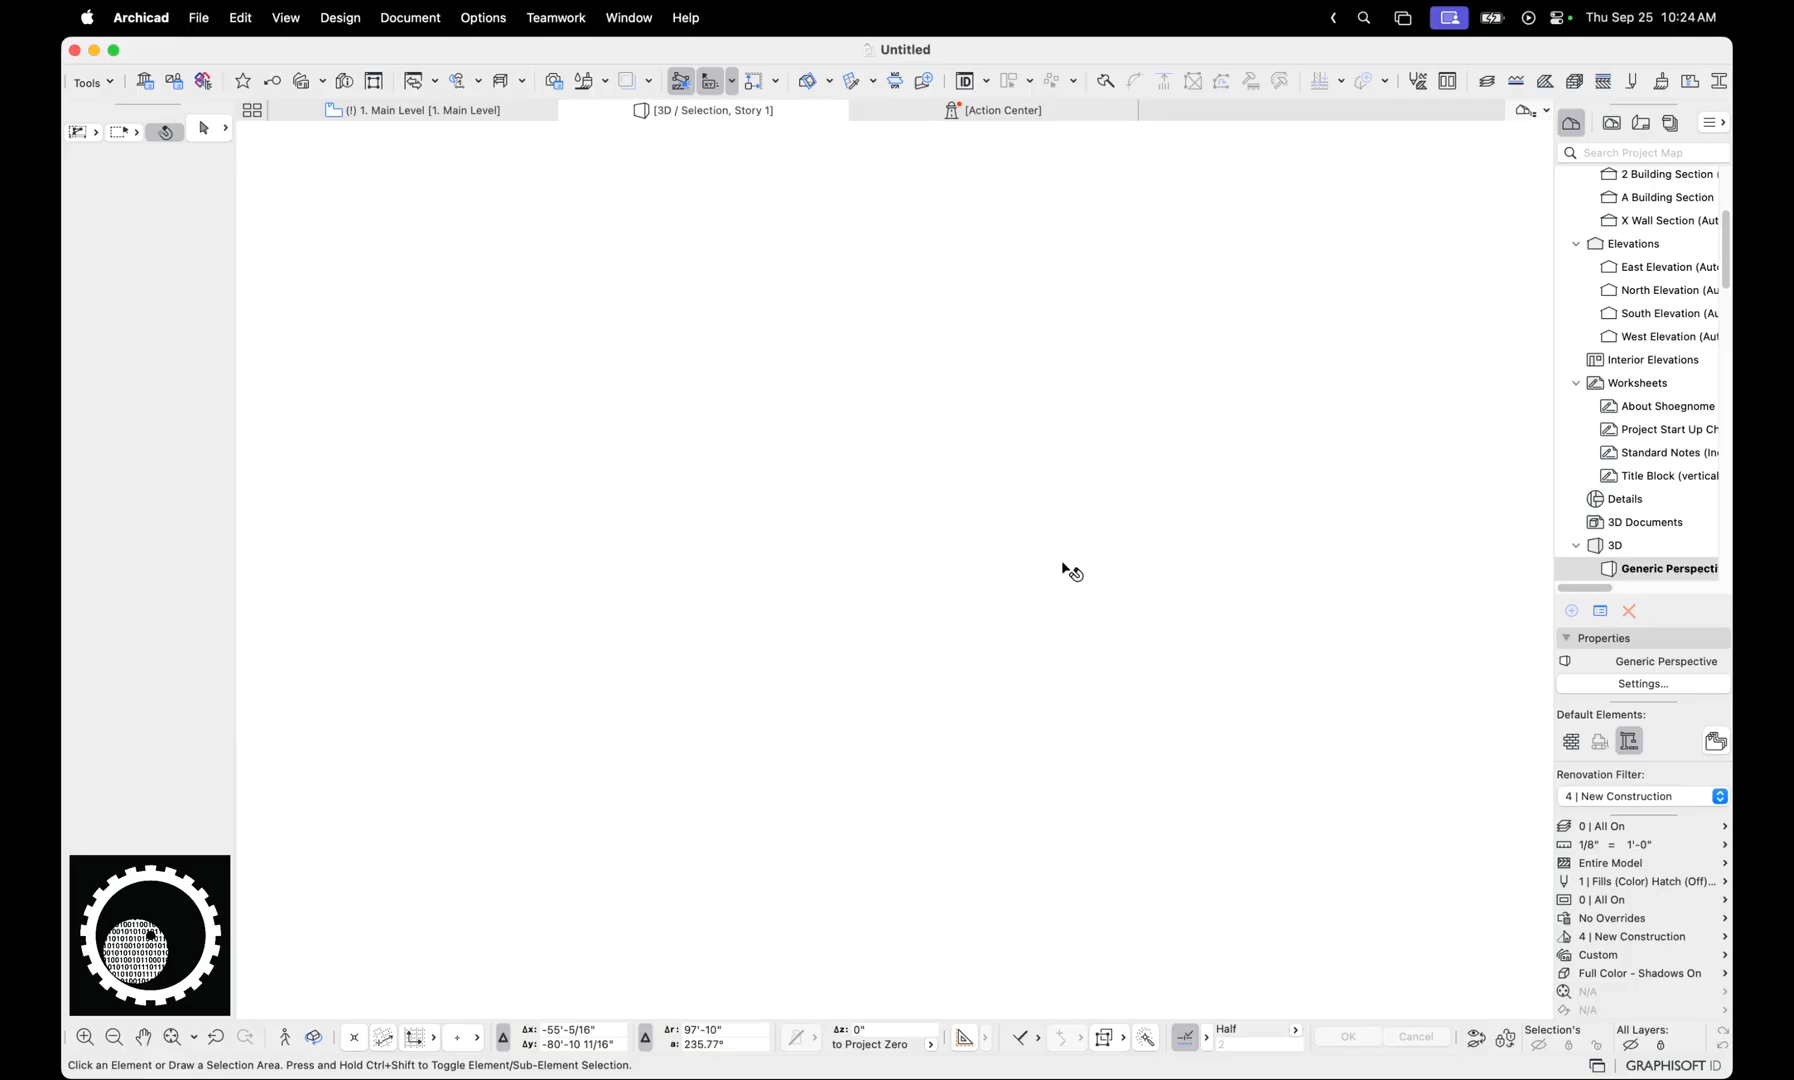 Archicad File Edit View Design Document Options Teamwork Window Help Thu Sep 25 10:24 AM
Untitled
Tools
(!) 1. Main Level [1. Main Level] [3D / Selection, Story 1] [Action Center]
Search Project Map
2 Building Section (
A Building Section
X Wall Section (Aut
Elevations
East Elevation (Aut
North Elevation (Au
South Elevation (Au
West Elevation (Aut
Interior Elevations
Worksheets
About Shoegnome
Project Start Up Ch
Standard Notes (In
Title Block (vertical
Details
3D Documents
3D
Generic Perspecti
Properties
Generic Perspective
Settings...
Default Elements:
Renovation Filter:
4 | New Construction
0 | All On
1/8" = 1'-0"
Entire Model
1 | Fills (Color) Hatch (Off)...
0 | All On
No Overrides
4 | New Construction
Custom
Full Color - Shadows On
N/A
N/A
Δx: -55'-5/16" Δr: 97'-10" Δz: 0" Half OK Cancel Selection's All Layers:
Δy: -80'-10 11/16" a: 235.77° to Project Zero 2
Click an Element or Draw a Selection Area. Press and Hold Ctrl+Shift to Toggle Element/Sub-Element Selection. GRAPHISOFT ID